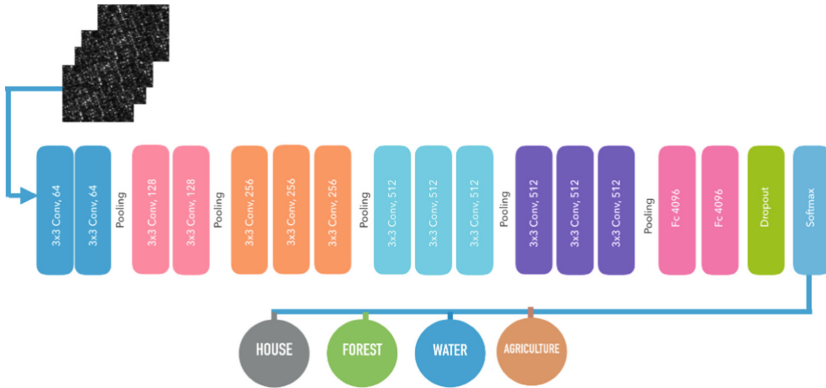 3x3 Conv, 64
3x3 Conv, 64
Pooling
3x3 Conv, 128
3x3 Conv, 128
Pooling
3x3 Conv, 256
3x3 Conv, 256
3x3 Conv, 256
Pooling
3x3 Conv, 512
3x3 Conv, 512
3x3 Conv, 512
Pooling
3x3 Conv, 512
3x3 Conv, 512
3x3 Conv, 512
Pooling
Fc 4096
Fc 4096
Dropout
Softmax
HOUSE
FOREST
WATER
AGRICULTURE